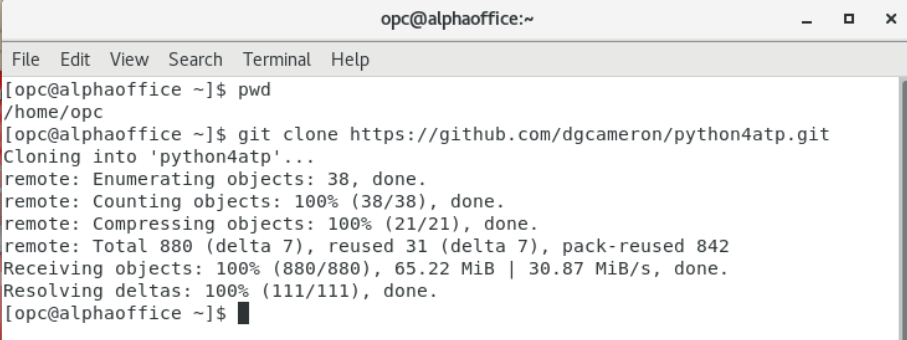 opc@alphaoffice:~
File Edit View Search Terminal Help
[opc@alphaoffice ~]$ pwd
/home/opc
[opc@alphaoffice ~]$ git clone https://github.com/dgcameron/python4atp.git
Cloning into 'python4atp'...
remote: Enumerating objects: 38, done.
remote: Counting objects: 100% (38/38), done.
remote: Compressing objects: 100% (21/21), done.
remote: Total 880 (delta 7), reused 31 (delta 7), pack-reused 842
Receiving objects: 100% (880/880), 65.22 MiB | 30.87 MiB/s, done.
Resolving deltas: 100% (111/111), done.
[opc@alphaoffice ~]$